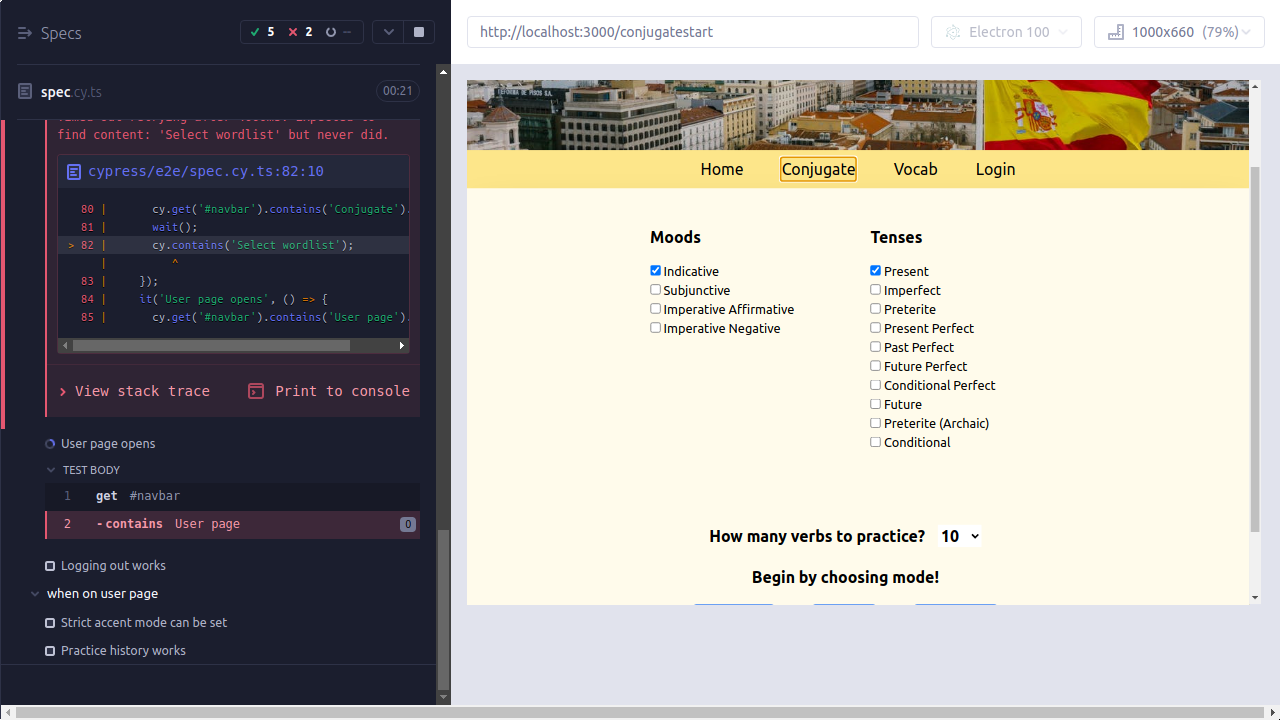 Specs
5 2 --
spec.cy.ts 00:21
find content: 'Select wordlist' but never did.
cypress/e2e/spec.cy.ts:82:10
80 | cy.get('#navbar').contains('Conjugate').
81 | wait();
> 82 | cy.contains('Select wordlist');
| ^
83 | });
84 | it('User page opens', () => {
85 | cy.get('#navbar').contains('User page').
View stack trace Print to console
User page opens
TEST BODY
1 get #navbar
2 -contains User page 0
Logging out works
when on user page
Strict accent mode can be set
Practice history works
http://localhost:3000/conjugatestart
Electron 100
1000x660 (79%)
Home Conjugate Vocab Login
Moods
Indicative
Subjunctive
Imperative Affirmative
Imperative Negative
Tenses
Present
Imperfect
Preterite
Present Perfect
Past Perfect
Future Perfect
Conditional Perfect
Future
Preterite (Archaic)
Conditional
How many verbs to practice? 10
Begin by choosing mode!